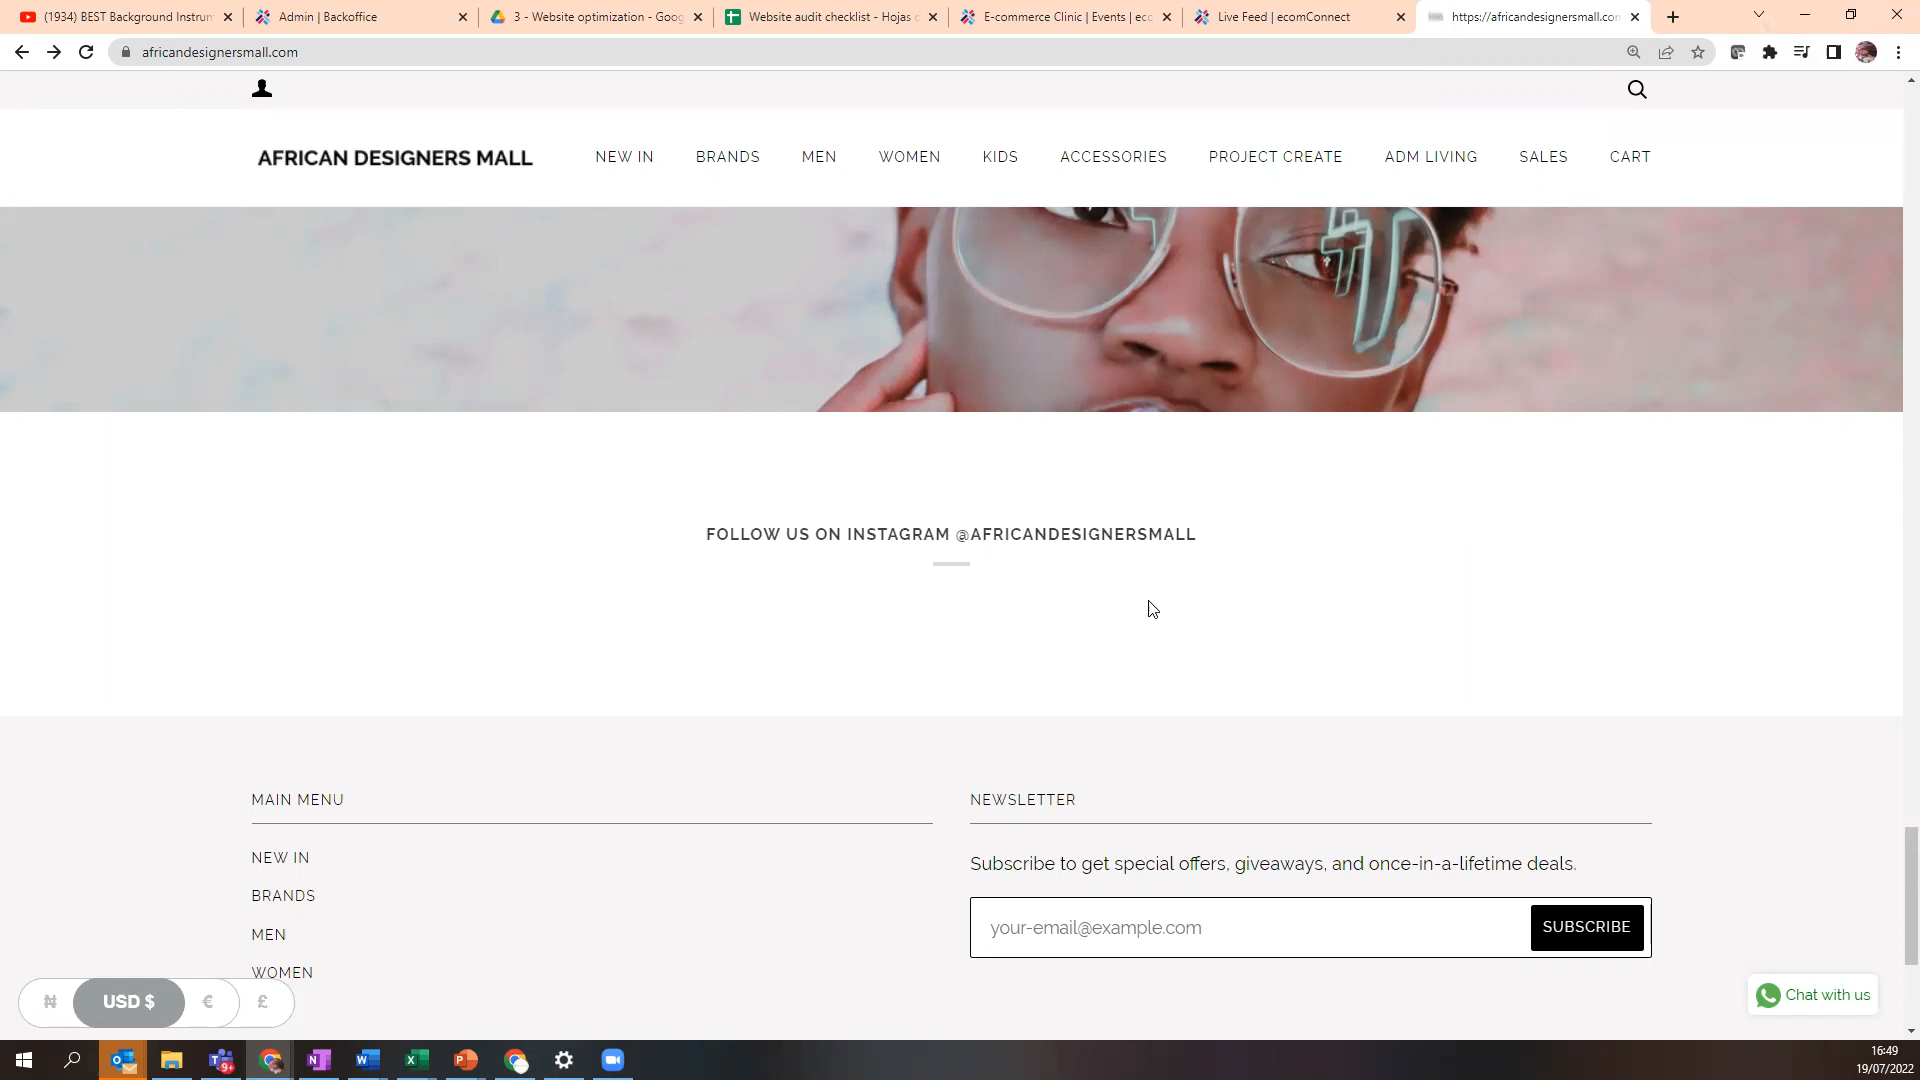 (1934) BEST Background Instrum
Admin | Backoffice
3 - Website optimization - Goog
Website audit checklist - Hojas d
E-commerce Clinic | Events | eco
Live Feed | ecomConnect
https://africandesignersmall.com
africandesignersmall.com
AFRICAN DESIGNERS MALL
NEW IN
BRANDS
MEN
WOMEN
KIDS
ACCESSORIES
PROJECT CREATE
ADM LIVING
SALES
CART
FOLLOW US ON INSTAGRAM @AFRICANDESIGNERSMALL
MAIN MENU
NEW IN
BRANDS
MEN
WOMEN
NEWSLETTER
Subscribe to get special offers, giveaways, and once-in-a-lifetime deals.
your-email@example.com
SUBSCRIBE
₦ USD $ € £
Chat with us
9+
16:49
19/07/2022